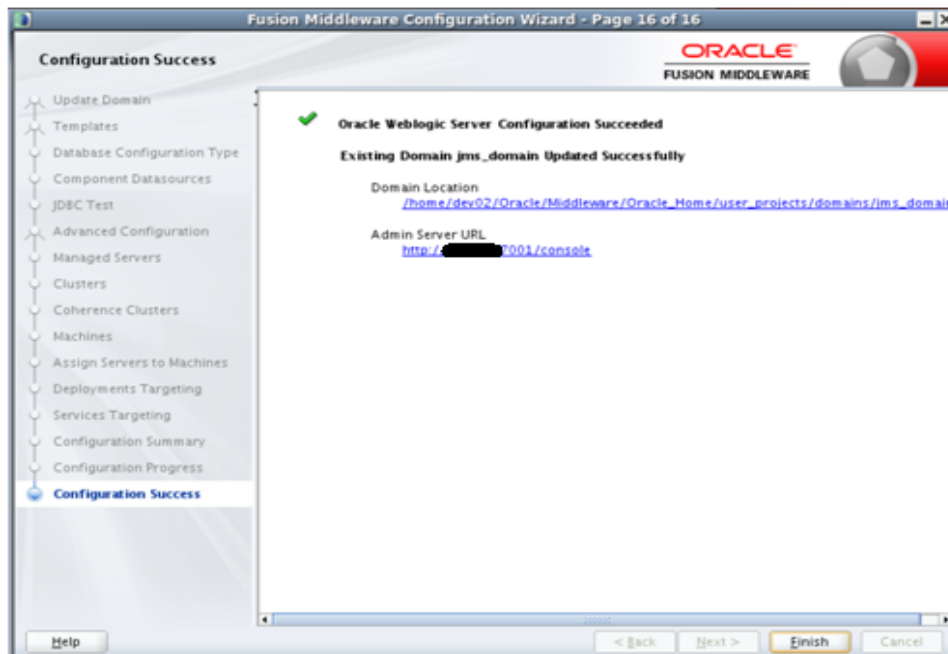 Fusion Middleware Configuration Wizard - Page 16 of 16
Configuration Success
ORACLE
FUSION MIDDLEWARE
Update Domain
Templates
Database Configuration Type
Component Datasources
JDBC Test
Advanced Configuration
Managed Servers
Clusters
Coherence Clusters
Machines
Assign Servers to Machines
Deployments Targeting
Services Targeting
Configuration Summary
Configuration Progress
Configuration Success
Oracle Weblogic Server Configuration Succeeded
Existing Domain jms_domain Updated Successfully
Domain Location
/home/dev02/Oracle/Middleware/Oracle_Home/user_projects/domains/jms_domain
Admin Server URL
http:/ 7001/console
Help
< Back
Next >
Finish
Cancel